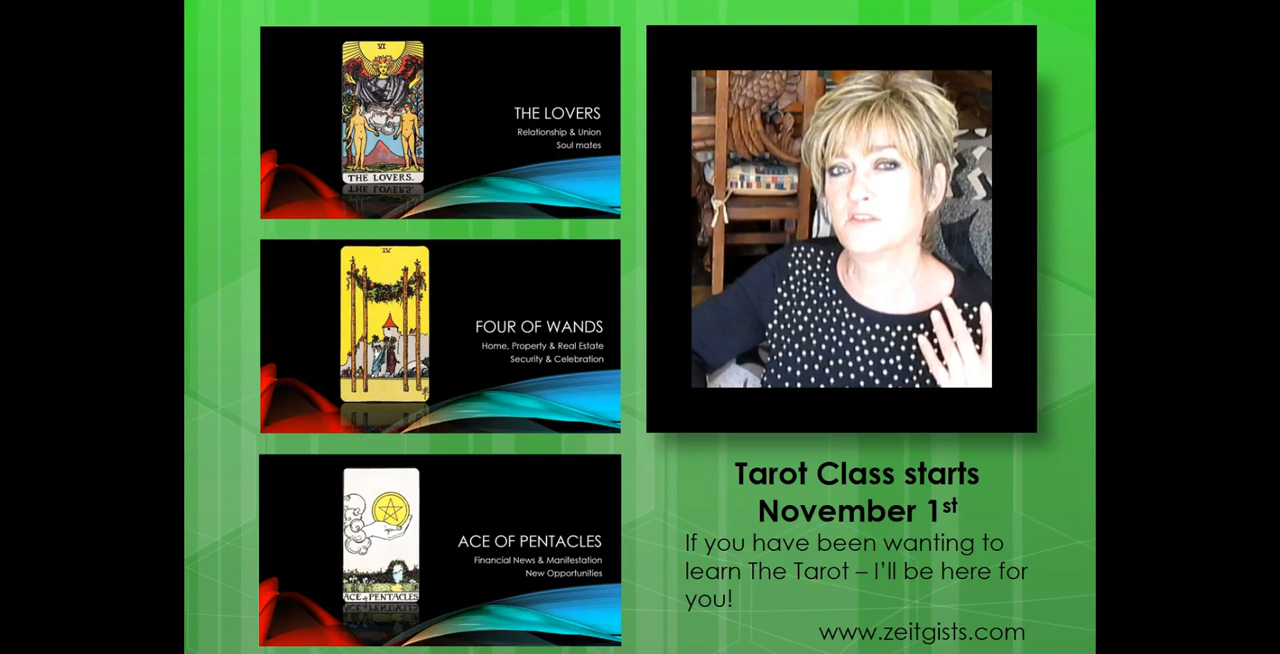 VI
THE LOVERS.
THE LOVERS
Relationship & Union
Soul mates
IV
FOUR OF WANDS
Home, Property & Real Estate
Security & Celebration
ACE of PENTACLES
ACE OF PENTACLES
Financial News & Manifestation
New Opportunities
Tarot Class starts
November 1st
If you have been wanting to
learn The Tarot – I'll be here for
you!
www.zeitgists.com